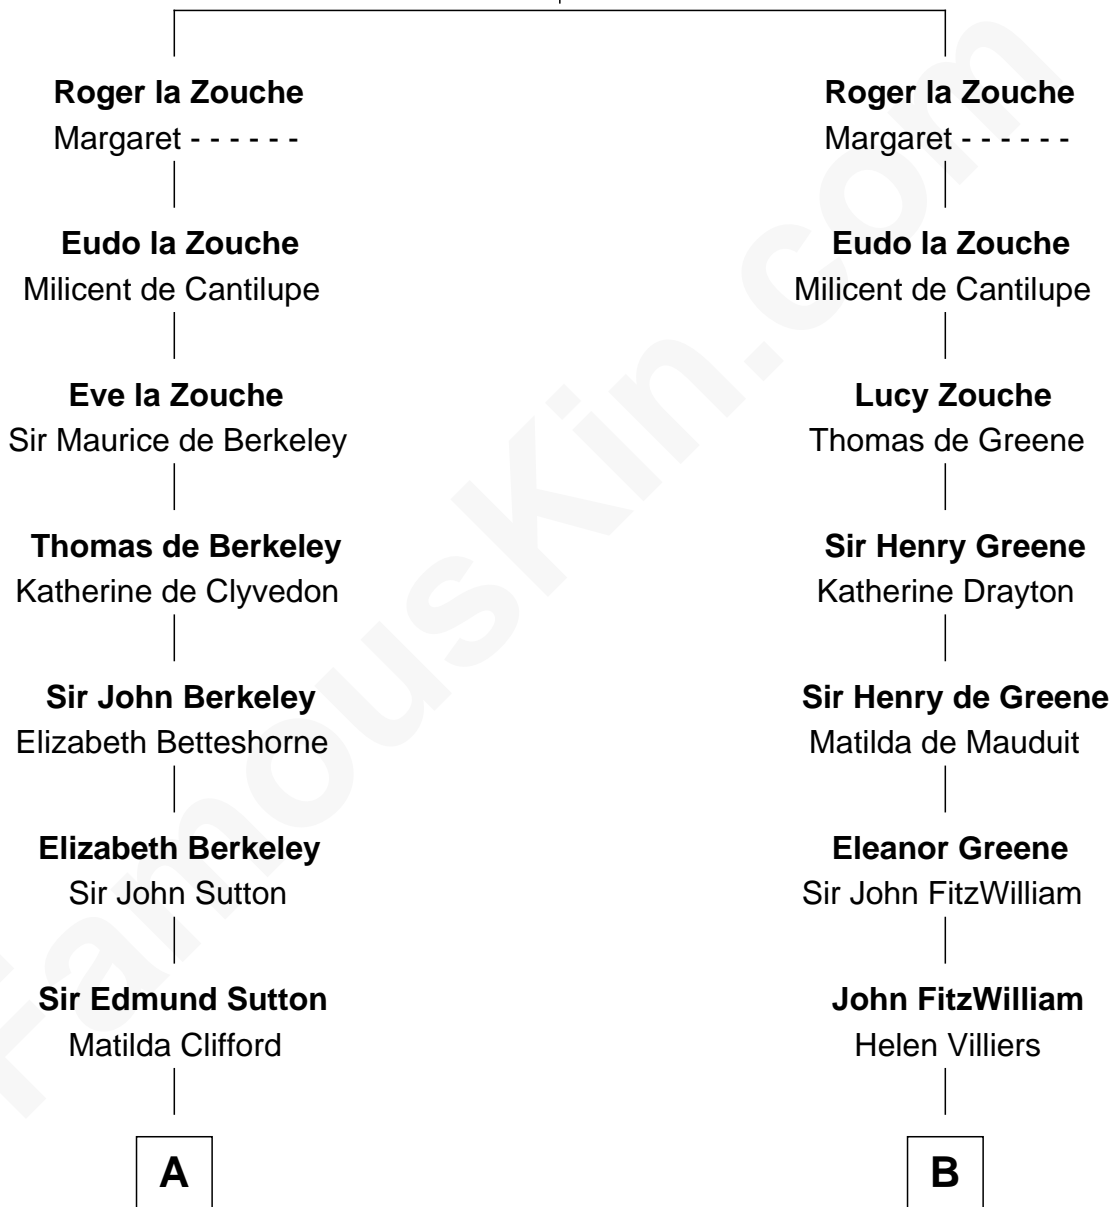 Roger la Zouche
Margaret - - - - - -
Eudo la Zouche
Milicent de Cantilupe
Eve la Zouche
Sir Maurice de Berkeley
Thomas de Berkeley
Katherine de Clyvedon
Sir John Berkeley
Elizabeth Betteshorne
Elizabeth Berkeley
Sir John Sutton
Sir Edmund Sutton
Matilda Clifford
A
Roger la Zouche
Margaret - - - - - -
Eudo la Zouche
Milicent de Cantilupe
Lucy Zouche
Thomas de Greene
Sir Henry Greene
Katherine Drayton
Sir Henry de Greene
Matilda de Mauduit
Eleanor Greene
Sir John FitzWilliam
John FitzWilliam
Helen Villiers
B
FamousKin.com